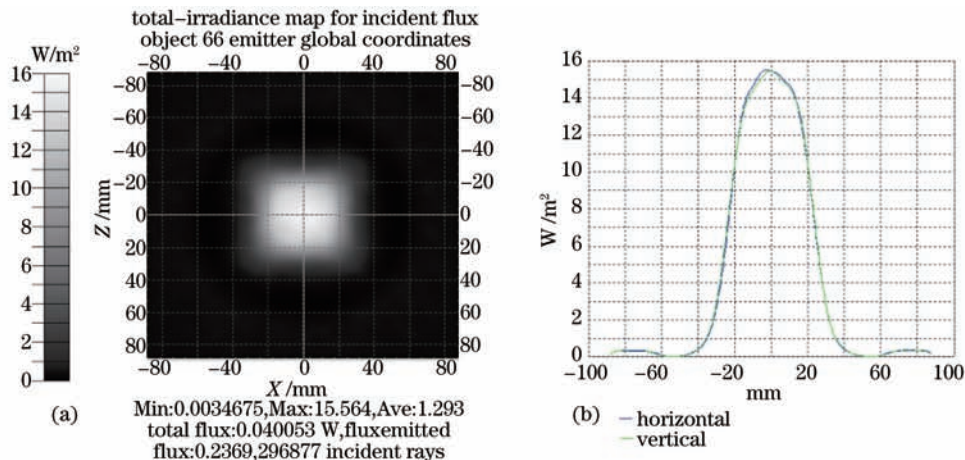 total-irradiance map for incident flux
object 66 emitter global coordinates
W/m²
-80 -40 0 40 80
16
14
12
10
8
6
4
2
0
-80
-60
-40
-20
0
20
40
60
80
Z/mm
-80
-60
-40
-20
0
20
40
60
80
-80 -40 0 40 80
X/mm
(a)
Min:0.0034675,Max:15.564,Ave:1.293
total flux:0.040053 W,fluxemitted
flux:0.2369,296877 incident rays
16
14
12
10
8
6
4
2
0
W/m²
-100 -60 -20 20 60 100
mm
(b)
horizontal
vertical